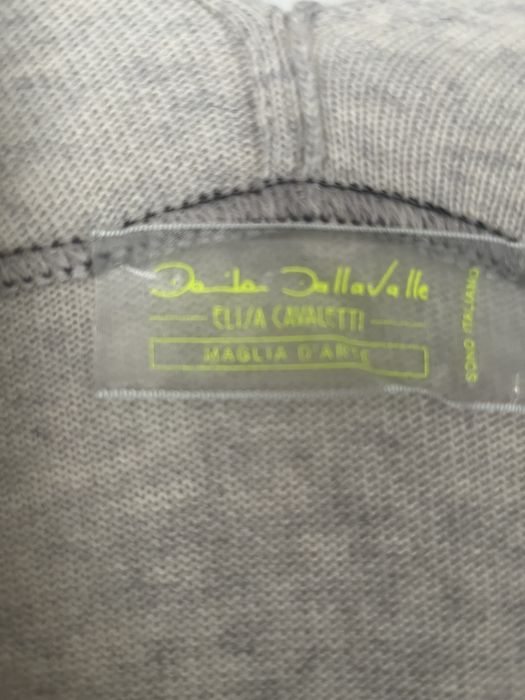 Daniela DallaValle
ELISA CAVALETTI
MAGLIA D'ARTE
SONO ITALIANO